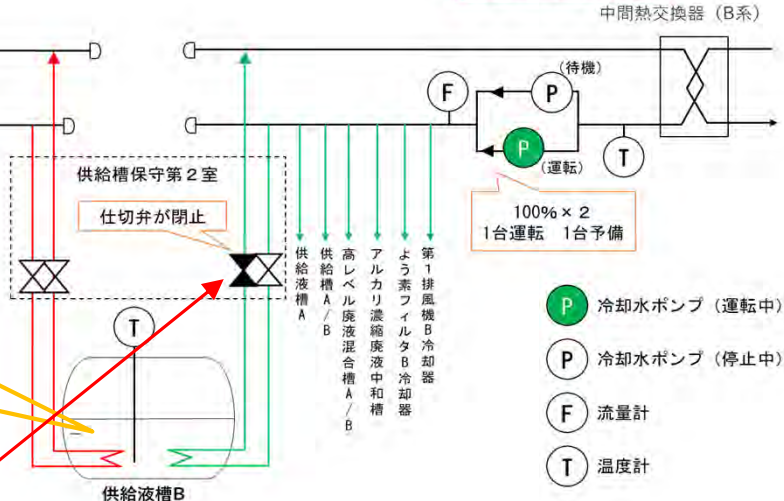 中間熱交換器（B系）
(待機)
F
P
P
(運転)
T
供給槽保守第2室
仕切弁が閉止
100%×2
1台運転 1台予備
供給液槽A
供給槽A/B
高レベル廃液混合槽A/B
アルカリ濃縮廃液中和槽
よう素フィルタB冷却器
第1排風機B冷却器
T
P 冷却水ポンプ（運転中）
P 冷却水ポンプ（停止中）
F 流量計
T 温度計
供給液槽B